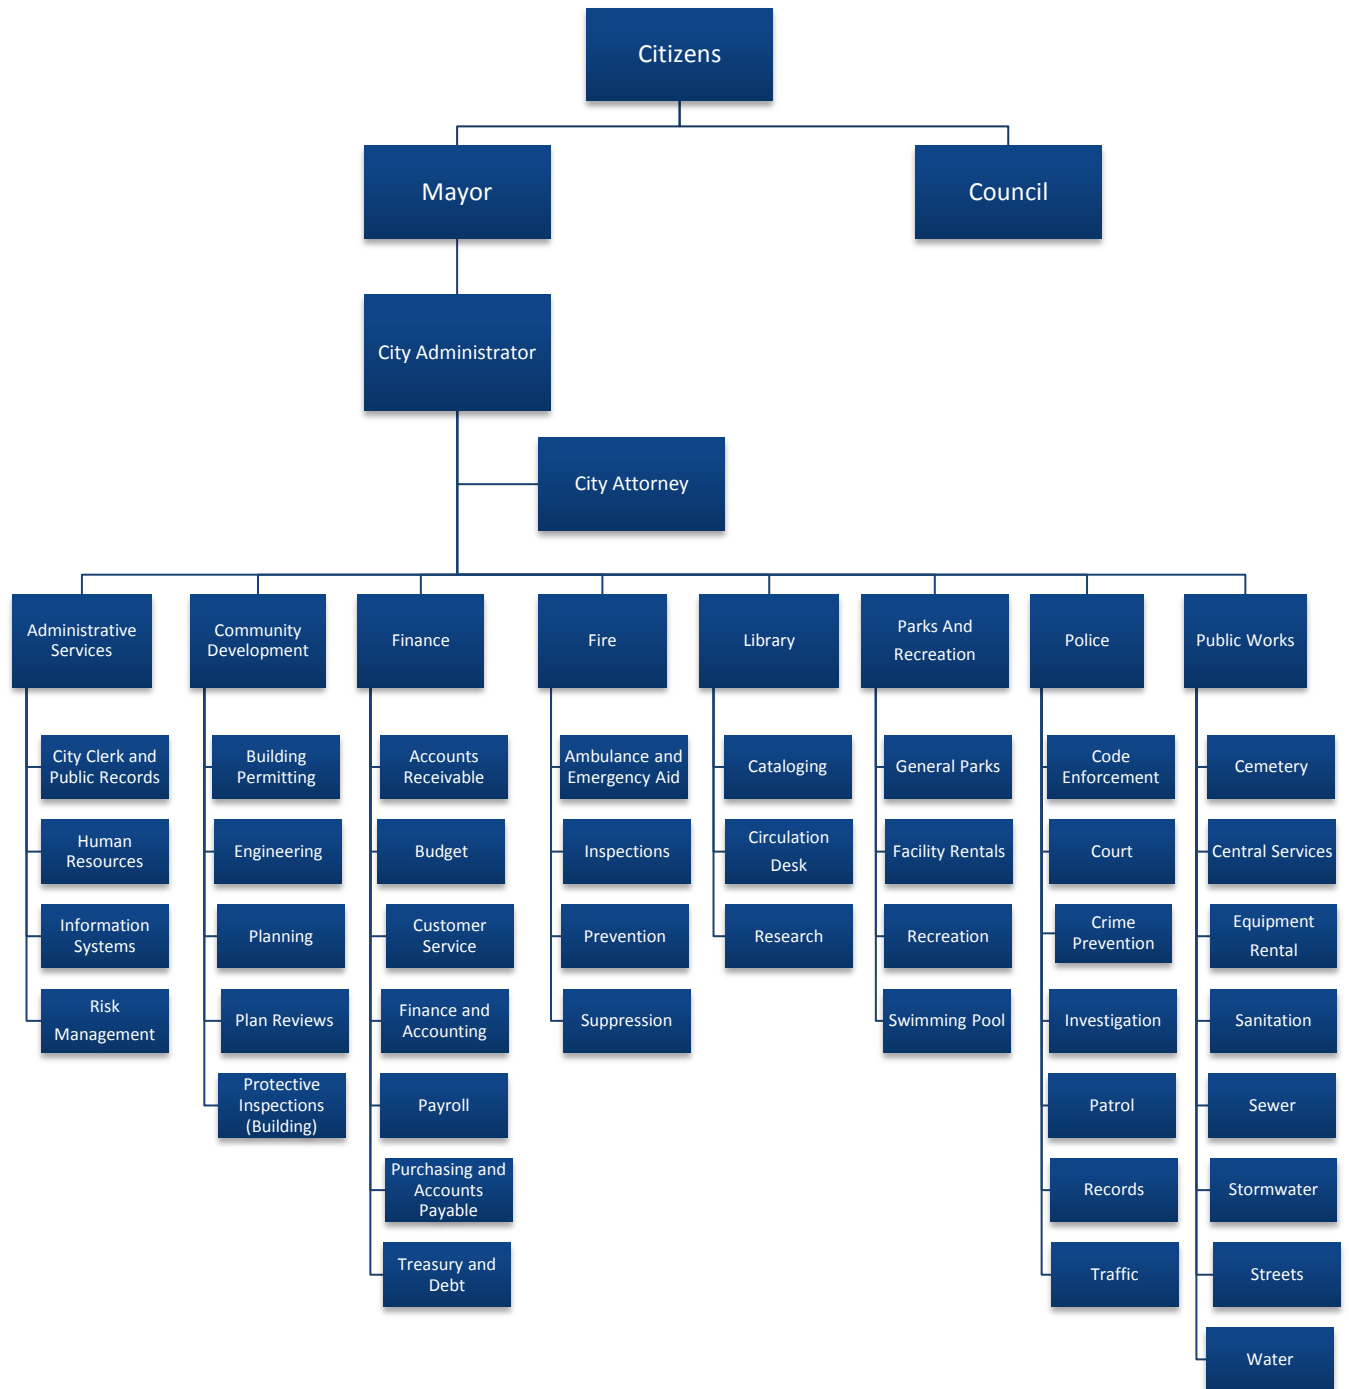 Citizens
Mayor
Council
City Administrator
City Attorney
Administrative
Services
Community
Development
Finance
Fire
Library
Parks And
Recreation
Police
Public Works
City Clerk and
Public Records
Human
Resources
Information
Systems
Risk
Management
Building
Permitting
Engineering
Planning
Plan Reviews
Protective
Inspections
(Building)
Accounts
Receivable
Budget
Customer
Service
Finance and
Accounting
Payroll
Purchasing and
Accounts
Payable
Treasury and
Debt
Ambulance and
Emergency Aid
Inspections
Prevention
Suppression
Cataloging
Circulation
Desk
Research
General Parks
Facility Rentals
Recreation
Swimming Pool
Code
Enforcement
Court
Crime
Prevention
Investigation
Patrol
Records
Traffic
Cemetery
Central Services
Equipment
Rental
Sanitation
Sewer
Stormwater
Streets
Water